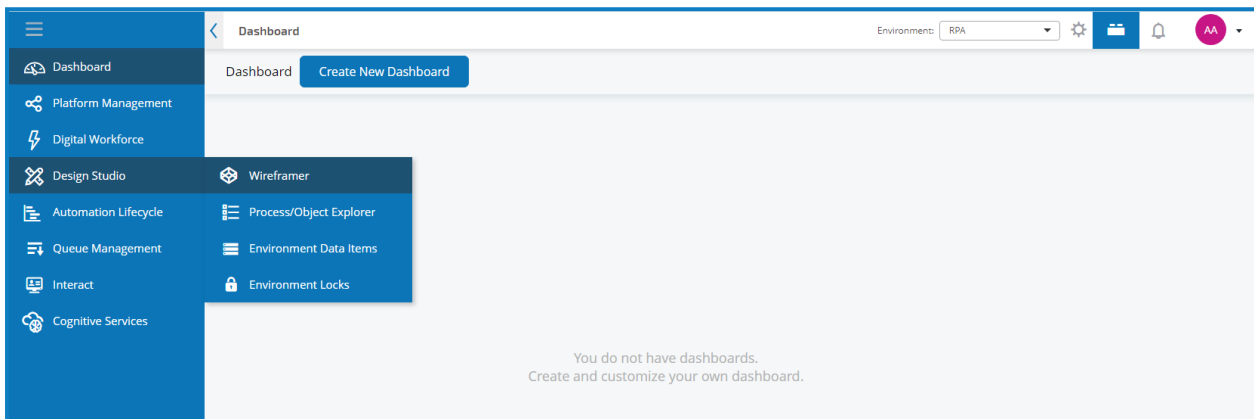 Dashboard
Environment:
RPA
AA
Dashboard
Platform Management
Digital Workforce
Design Studio
Automation Lifecycle
Queue Management
Interact
Cognitive Services
Dashboard
Create New Dashboard
Wireframer
Process/Object Explorer
Environment Data Items
Environment Locks
You do not have dashboards.
Create and customize your own dashboard.